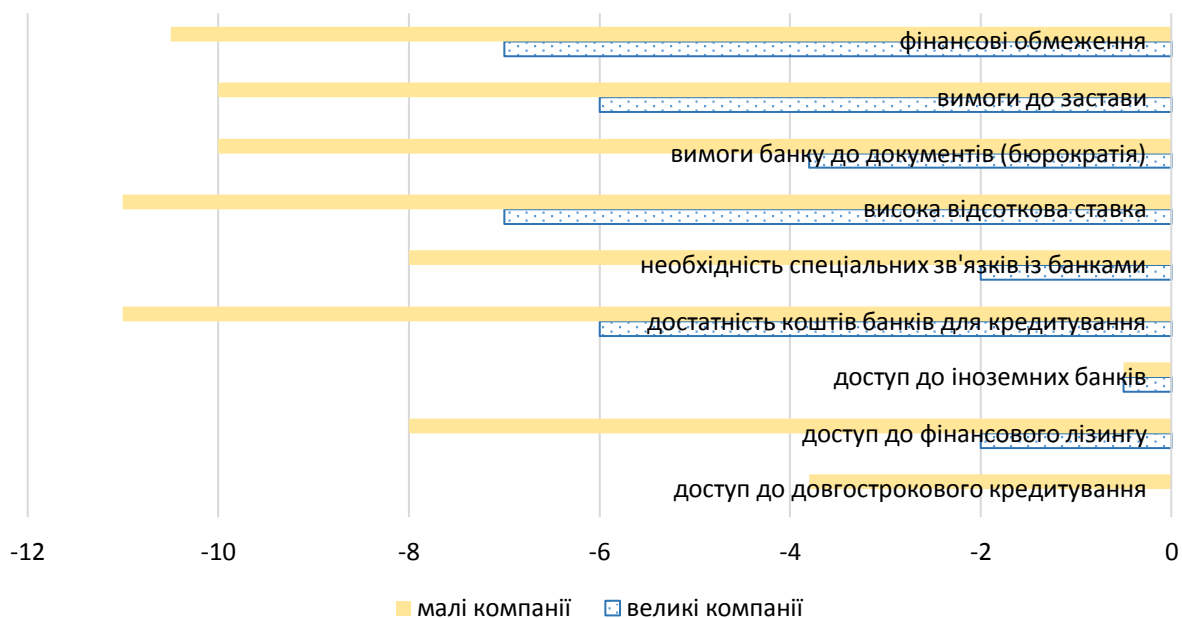 фінансові обмеження
вимоги до застави
вимоги банку до документів (бюрократія)
висока відсоткова ставка
необхідність спеціальних зв'язків із банками
достатність коштів банків для кредитування
доступ до іноземних банків
доступ до фінансового лізингу
доступ до довгострокового кредитування
-12 -10 -8 -6 -4 -2 0
малі компанії великі компанії